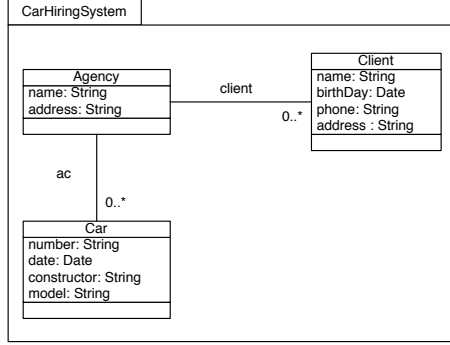 CarHiringSystem
Agency
name: String
address: String
client
0..*
Client
name: String
birthDay: Date
phone: String
address : String
ac
0..*
Car
number: String
date: Date
constructor: String
model: String